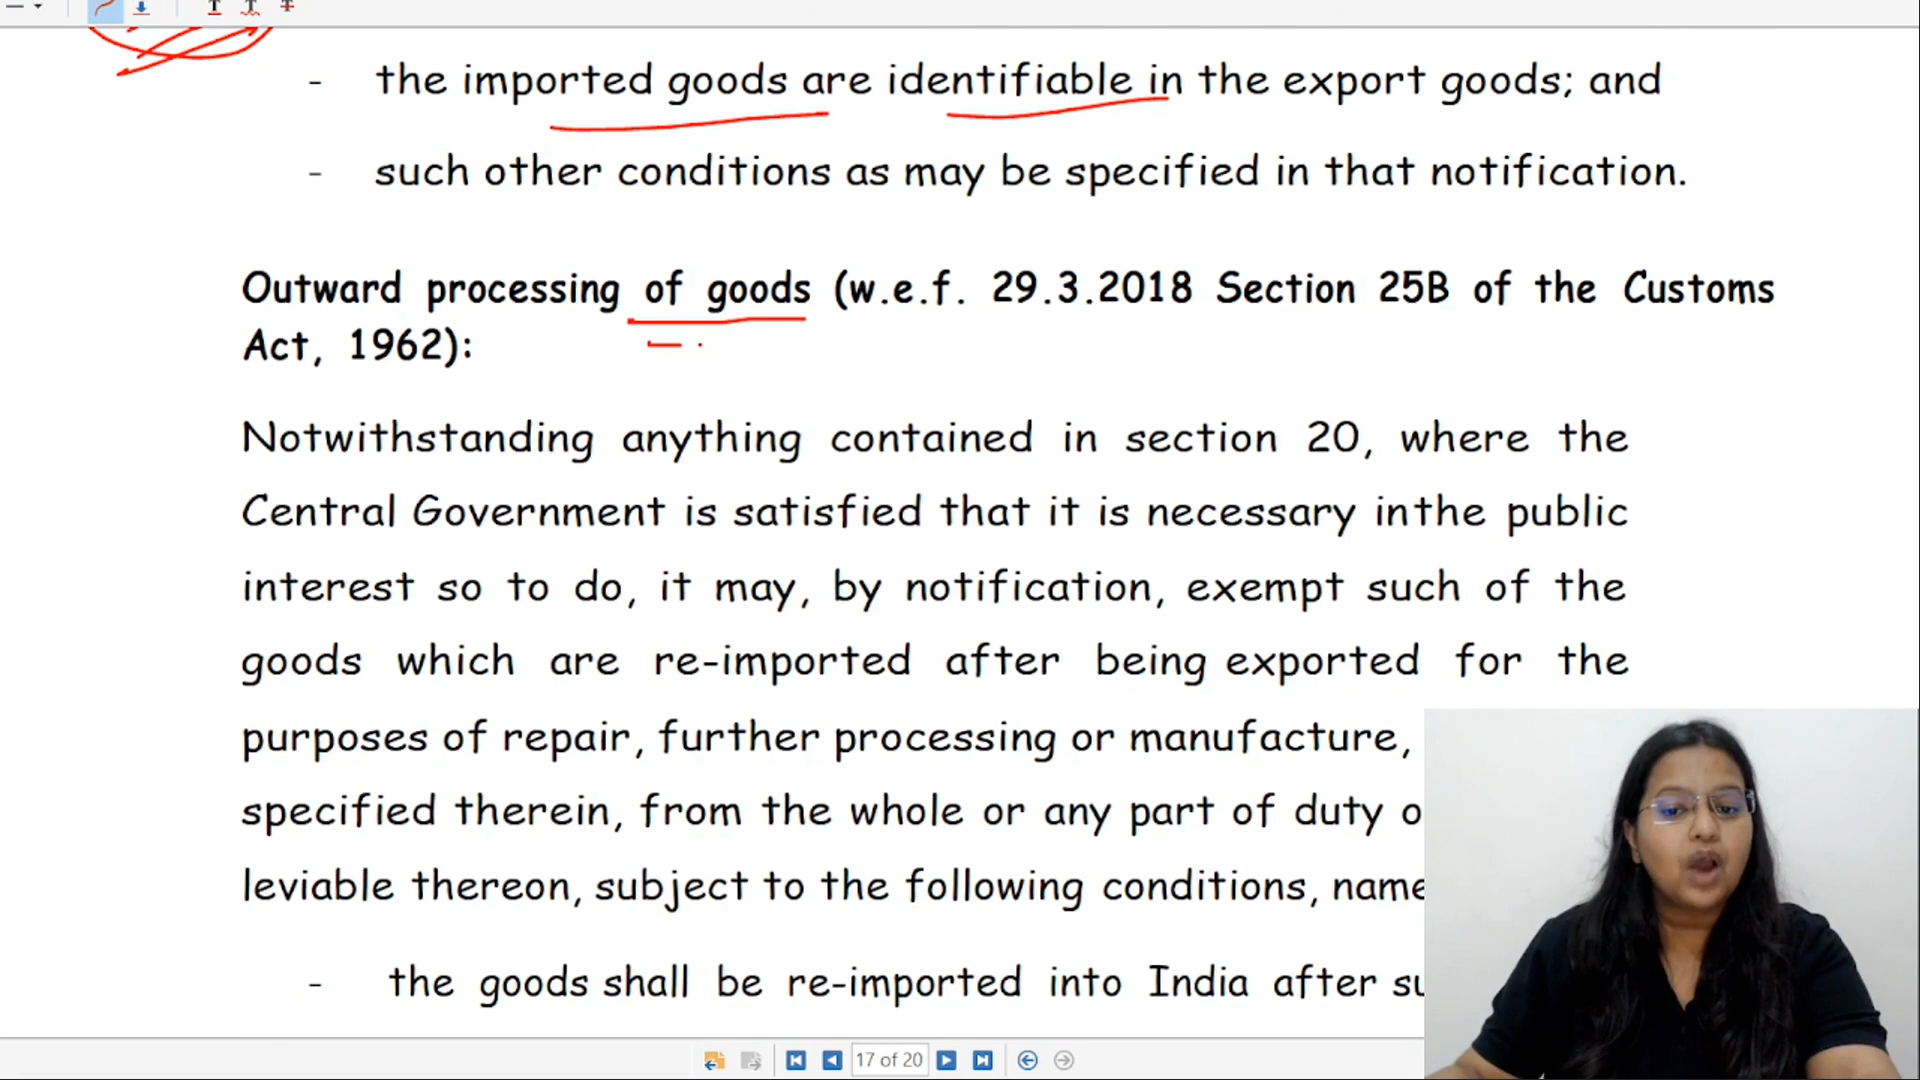 - the imported goods are identifiable in the export goods; and
- such other conditions as may be specified in that notification.
Outward processing of goods (w.e.f. 29.3.2018 Section 25B of the Customs
Act, 1962):
Notwithstanding anything contained in section 20, where the
Central Government is satisfied that it is necessary inthe public
interest so to do, it may, by notification, exempt such of the
goods which are re-imported after being exported for the
purposes of repair, further processing or manufacture,
specified therein, from the whole or any part of duty
leviable thereon, subject to the following conditions,
- the goods shall be re-imported into India after
17 of 20